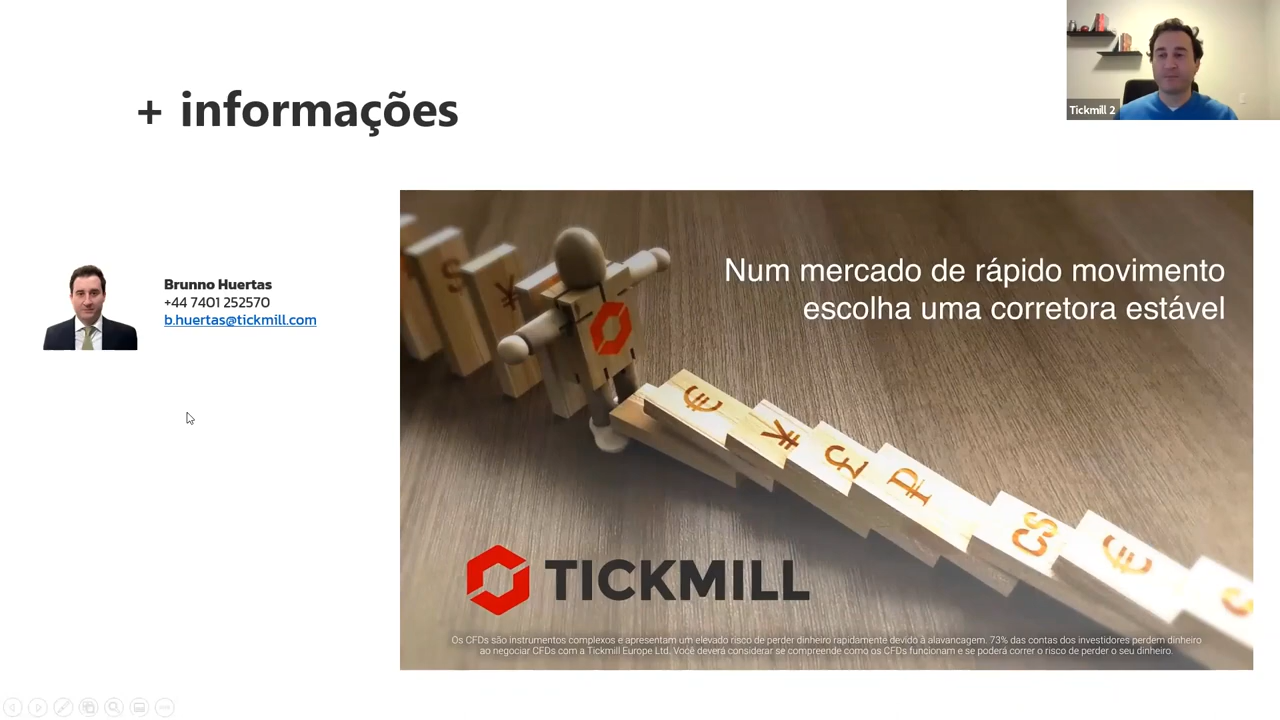 + informações
Tickmill 2
Brunno Huertas
+44 7401 252570
b.huertas@tickmill.com
Num mercado de rápido movimento
escolha uma corretora estável
$
¥
€
¥
£
₽
C$
€
TICKMILL
Os CFDs são instrumentos complexos e apresentam um elevado risco de perder dinheiro rapidamente devido à alavancagem. 73% das contas dos investidores perdem dinheiro
ao negociar CFDs com a Tickmill Europe Ltd. Você deverá considerar se compreende como os CFDs funcionam e se poderá correr o risco de perder o seu dinheiro.